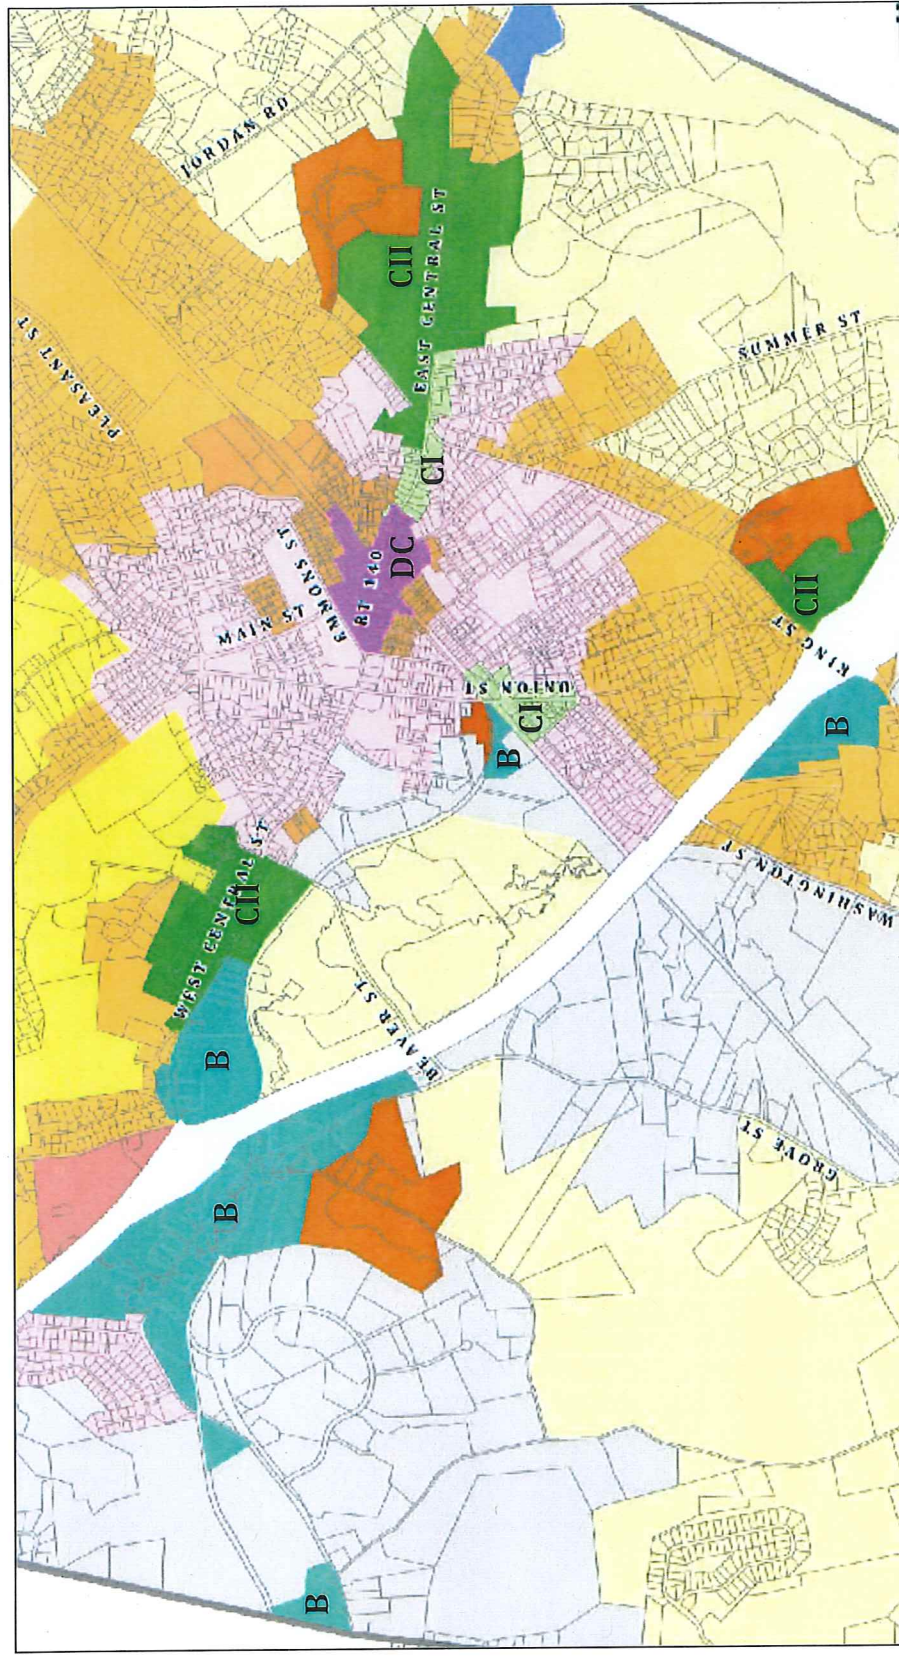 JORDAN RD
PLEASANT ST
EAST CENTRAL ST
CII
SUMMER ST
CI
EMMONS ST
MAIN ST
RT 140
DC
UNION ST
CI
B
KING ST
CII
B
WASHINGTON ST
WEST CENTRAL ST
CII
B
BEAVER ST
GROVE ST
B
B